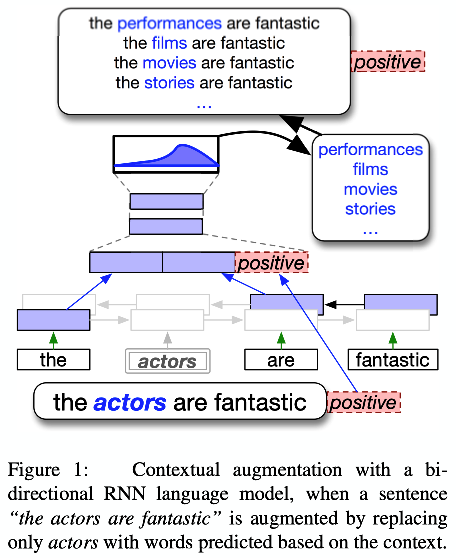 the performances are fantastic
the films are fantastic
the movies are fantastic
the stories are fantastic
...
positive
performances
films
movies
stories
...
positive
the actors are fantastic
the actors are fantastic positive
Figure 1: Contextual augmentation with a bi-
directional RNN language model, when a sentence
“the actors are fantastic” is augmented by replacing
only actors with words predicted based on the context.